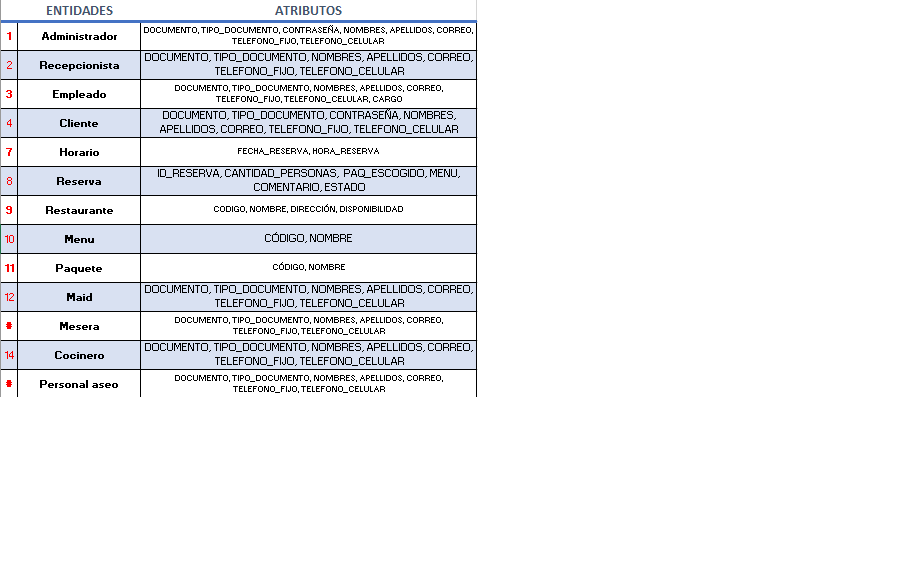 ENTIDADES ATRIBUTOS
1 Administrador DOCUMENTO, TIPO_DOCUMENTO, CONTRASEÑA, NOMBRES, APELLIDOS, CORREO,
TELEFONO_FIJO, TELEFONO_CELULAR
2 Recepcionista DOCUMENTO, TIPO_DOCUMENTO, NOMBRES, APELLIDOS, CORREO,
TELEFONO_FIJO, TELEFONO_CELULAR
3 Empleado DOCUMENTO, TIPO_DOCUMENTO, NOMBRES, APELLIDOS, CORREO,
TELEFONO_FIJO, TELEFONO_CELULAR, CARGO
4 Cliente DOCUMENTO, TIPO_DOCUMENTO, CONTRASEÑA, NOMBRES,
APELLIDOS, CORREO, TELEFONO_FIJO, TELEFONO_CELULAR
7 Horario FECHA_RESERVA, HORA_RESERVA
8 Reserva ID_RESERVA, CANTIDAD_PERSONAS, PAQ_ESCOGIDO, MENU,
COMENTARIO, ESTADO
9 Restaurante CODIGO, NOMBRE, DIRECCIÓN, DISPONIBILIDAD
10 Menu CÓDIGO, NOMBRE
11 Paquete CÓDIGO, NOMBRE
12 Maid DOCUMENTO, TIPO_DOCUMENTO, NOMBRES, APELLIDOS, CORREO,
TELEFONO_FIJO, TELEFONO_CELULAR
# Mesera DOCUMENTO, TIPO_DOCUMENTO, NOMBRES, APELLIDOS, CORREO,
TELEFONO_FIJO, TELEFONO_CELULAR
14 Cocinero DOCUMENTO, TIPO_DOCUMENTO, NOMBRES, APELLIDOS, CORREO,
TELEFONO_FIJO, TELEFONO_CELULAR
# Personal aseo DOCUMENTO, TIPO_DOCUMENTO, NOMBRES, APELLIDOS, CORREO,
TELEFONO_FIJO, TELEFONO_CELULAR